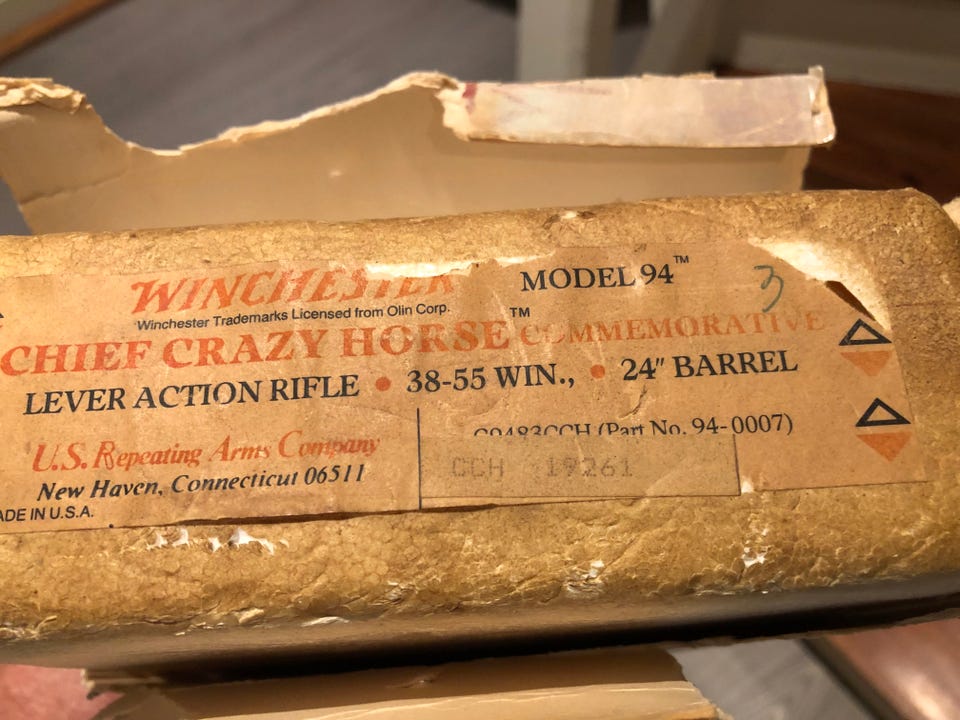 WINCHESTER
MODEL 94™
3
Winchester Trademarks Licensed from Olin Corp.
CHIEF CRAZY HORSE™ COMMEMORATIVE
LEVER ACTION RIFLE • 38-55 WIN., • 24" BARREL
G9483CCH (Part No. 94-0007)
U.S. Repeating Arms Company
CCH 19261
New Haven, Connecticut 06511
ADE IN U.S.A.